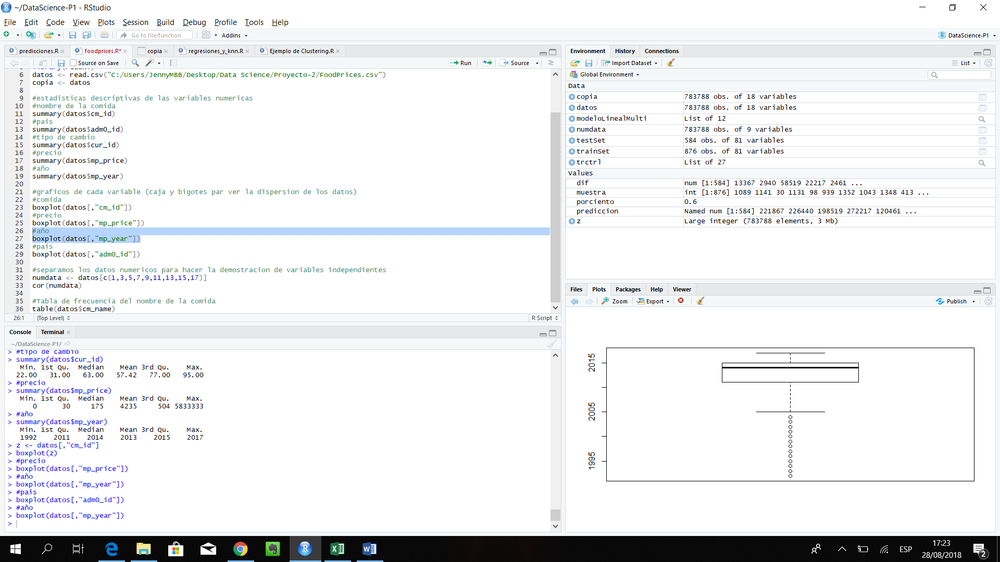 ~/DataScience-P1 - RStudio
File Edit Code View Plots Session Build Debug Profile Tools Help
Go to file/function Addins DataScience-P1
predicciones.R foodprices.R* copia regresiones_y_knn.R Ejemplo de Clustering.R
Source on Save Run Source
6 datos <- read.csv("C:/Users/JennyMBB/Desktop/Data Science/Proyecto-2/FoodPrices.csv")
7 copia <- datos
8
9 #estadisticas descriptivas de las variables numericas
10 #nombre de la comida
11 summary(datos$cm_id)
12 #pais
13 summary(datos$adm0_id)
14 #tipo de cambio
15 summary(datos$cur_id)
16 #precio
17 summary(datos$mp_price)
18 #año
19 summary(datos$mp_year)
20
21 #graficos de cada variable (caja y bigotes par ver la dispersion de los datos)
22 #comida
23 boxplot(datos[,"cm_id"])
24 #precio
25 boxplot(datos[,"mp_price"])
26 #año
27 boxplot(datos[,"mp_year"])
28 #pais
29 boxplot(datos[,"adm0_id"])
30
31 #separamos los datos numericos para hacer la demostracion de variables independientes
32 numdata <- datos[c(1,3,5,7,9,11,13,15,17)]
33 cor(numdata)
34
35 #Tabla de frecuencia del nombre de la comida
36 table(datos$cm_name)
26:1 (Top Level) R Script
Console Terminal
~/DataScience-P1/
> #tipo de cambio
> summary(datos$cur_id)
Min. 1st Qu. Median Mean 3rd Qu. Max.
22.00 31.00 63.00 57.42 77.00 95.00
> #precio
> summary(datos$mp_price)
Min. 1st Qu. Median Mean 3rd Qu. Max.
0 30 175 4235 504 5833333
> #año
> summary(datos$mp_year)
Min. 1st Qu. Median Mean 3rd Qu. Max.
1992 2011 2014 2013 2015 2017
> z <- datos[,"cm_id"]
> boxplot(z)
> #precio
> boxplot(datos[,"mp_price"])
> #año
> boxplot(datos[,"mp_year"])
> #pais
> boxplot(datos[,"adm0_id"])
> #año
> boxplot(datos[,"mp_year"])
>
Environment History Connections
Import Dataset List
Global Environment
Data
copia 783788 obs. of 18 variables
datos 783788 obs. of 18 variables
modeloLinealMulti List of 12
numdata 783788 obs. of 9 variables
testSet 584 obs. of 81 variables
trainSet 876 obs. of 81 variables
trctrl List of 27
Values
dif num [1:584] 13367 2940 58519 22217 2461 ...
muestra int [1:876] 1089 1141 30 1131 98 939 1352 1043 1348 413 ...
porciento 0.6
prediccion Named num [1:584] 221867 226440 198519 272217 120461 ...
z Large integer (783788 elements, 3 Mb)
Files Plots Packages Help Viewer
Zoom Export Publish
2015
2005
1995
ESP
17:23
28/08/2018
2